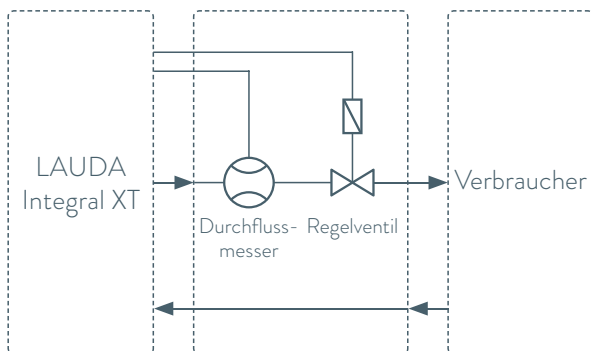 LAUDA
Integral XT
Verbraucher
Durchfluss-
messer
Regelventil